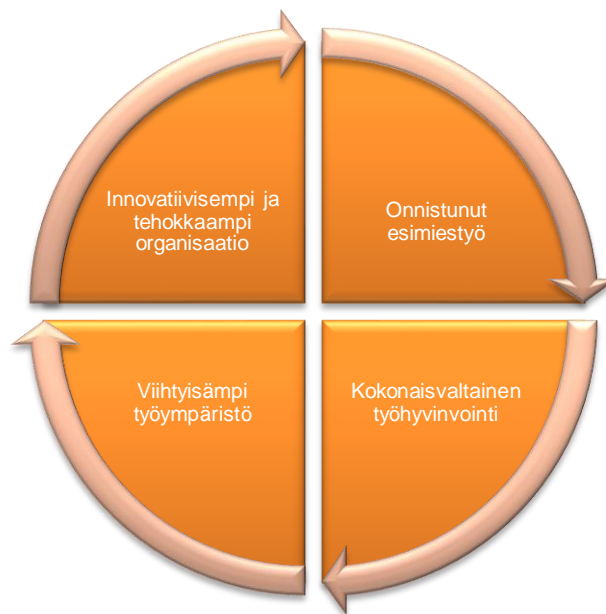 Innovatiivisempi ja
tehokkaampi
organisaatio
Onnistunut
esimiestyö
Viihtyisämpi
työympäristö
Kokonaisvaltainen
työhyvinvointi